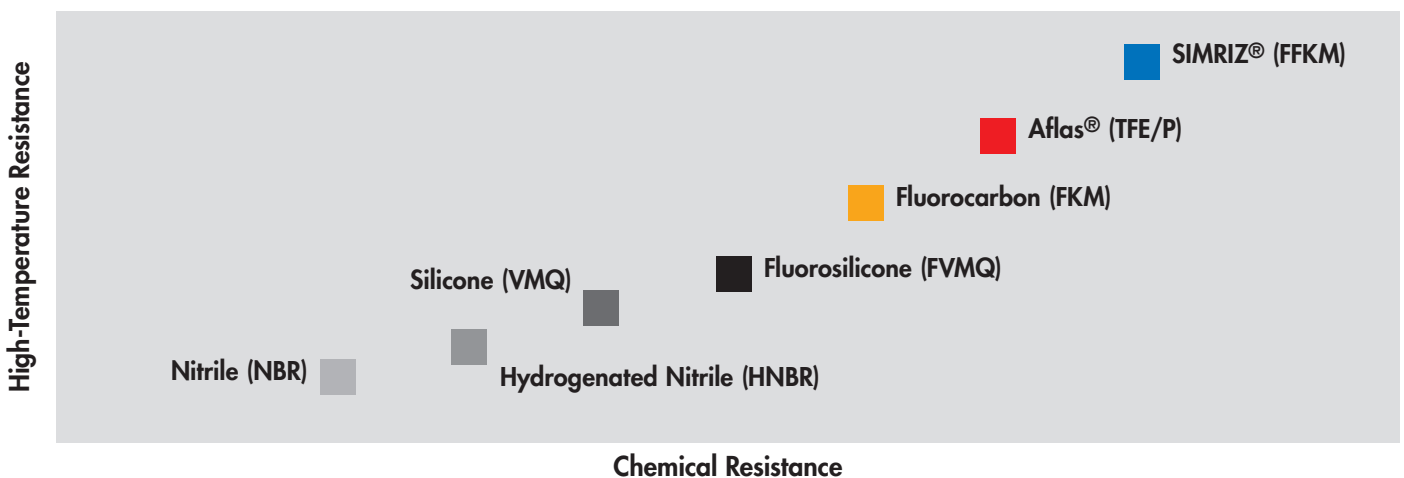 High-Temperature Resistance
SIMRIZ® (FFKM)
Aflas® (TFE/P)
Fluorocarbon (FKM)
Fluorosilicone (FVMQ)
Silicone (VMQ)
Nitrile (NBR)
Hydrogenated Nitrile (HNBR)
Chemical Resistance